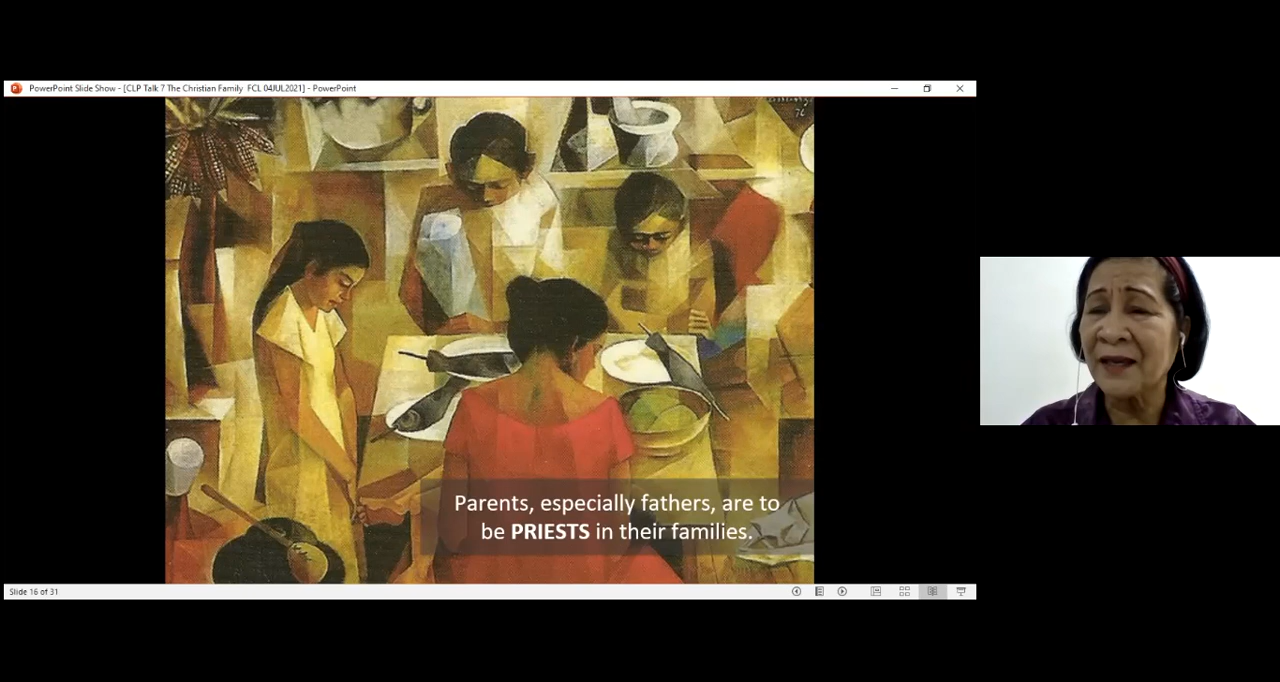 PowerPoint Slide Show - [CLP Talk 7 The Christian Family  FCL 04JUL2021] - PowerPoint
76
Parents, especially fathers, are to
be PRIESTS in their families.
Slide 16 of 31